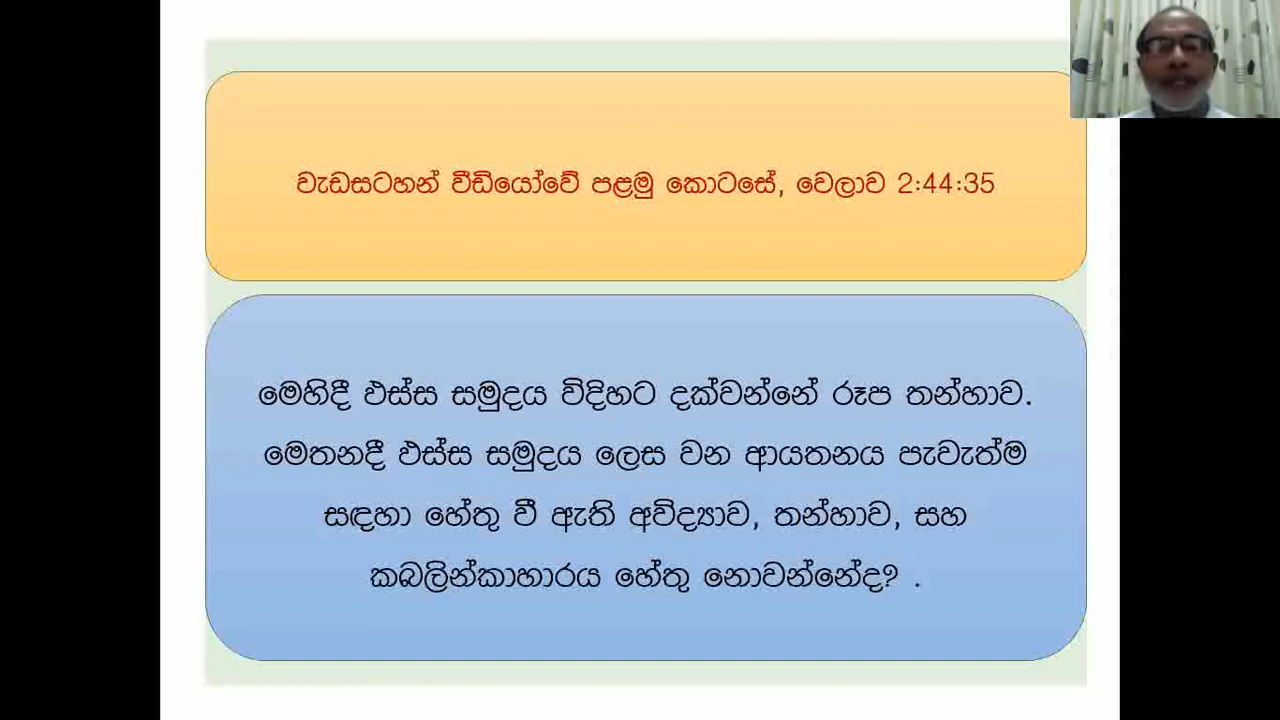 වැඩසටහන් වීඩියෝවේ පළමු කොටසේ, වෙලාව 2:44:35
මෙහිදී ඵස්ස සමුදය විදිහට දක්වන්නේ රූප තන්හාව.
මෙතනදී ඵස්ස සමුදය ලෙස වන ආයතනය පැවැත්ම
සඳහා හේතු වී ඇති අවිද්‍යාව, තන්හාව, සහ
කබලින්කාහාරය හේතු නොවන්නේද? .